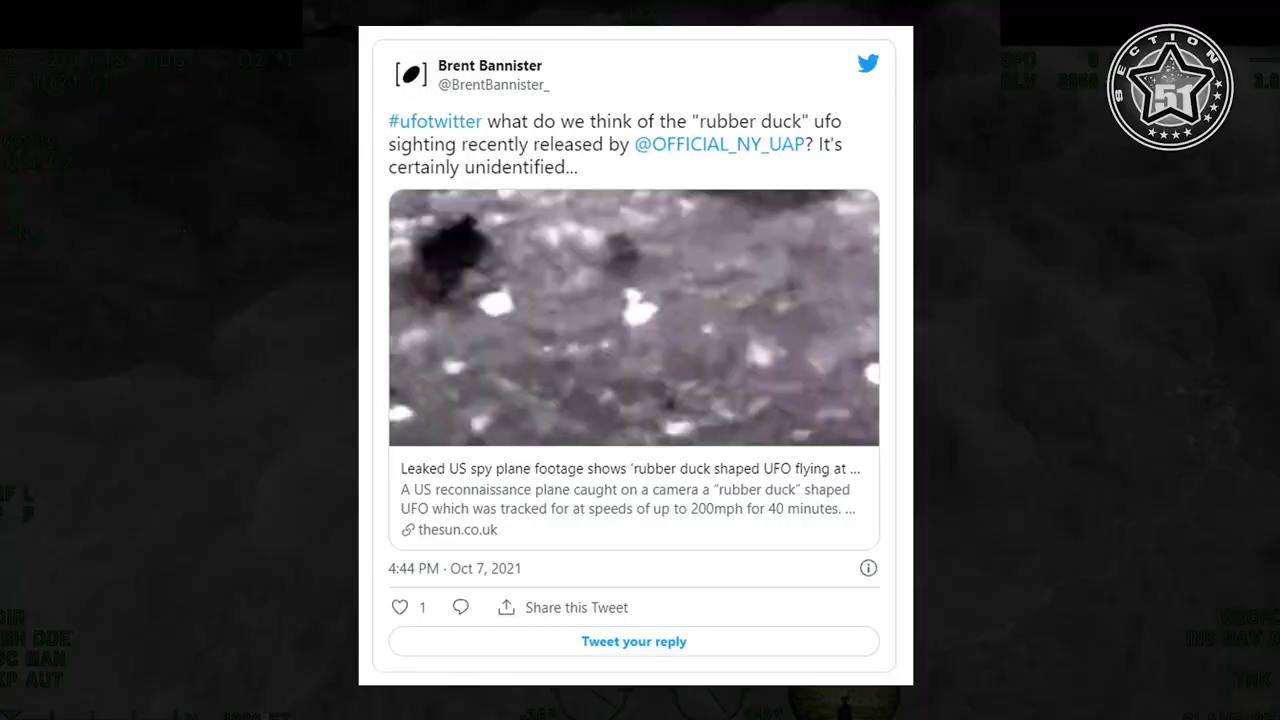 SECTION
51
Brent Bannister
@BrentBannister_
#ufotwitter what do we think of the "rubber duck" ufo
sighting recently released by @OFFICIAL_NY_UAP? It's
certainly unidentified...
Leaked US spy plane footage shows ‘rubber duck shaped UFO flying at ...
A US reconnaissance plane caught on a camera a “rubber duck” shaped
UFO which was tracked for at speeds of up to 200mph for 40 minutes. ...
thesun.co.uk
4:44 PM · Oct 7, 2021
1
Share this Tweet
Tweet your reply